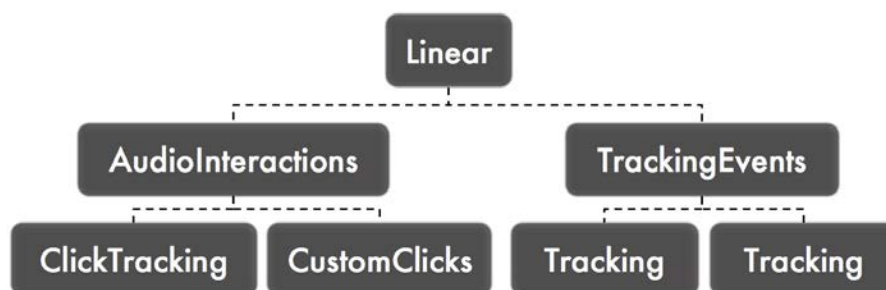 Linear
AudioInteractions
TrackingEvents
ClickTracking
CustomClicks
Tracking
Tracking